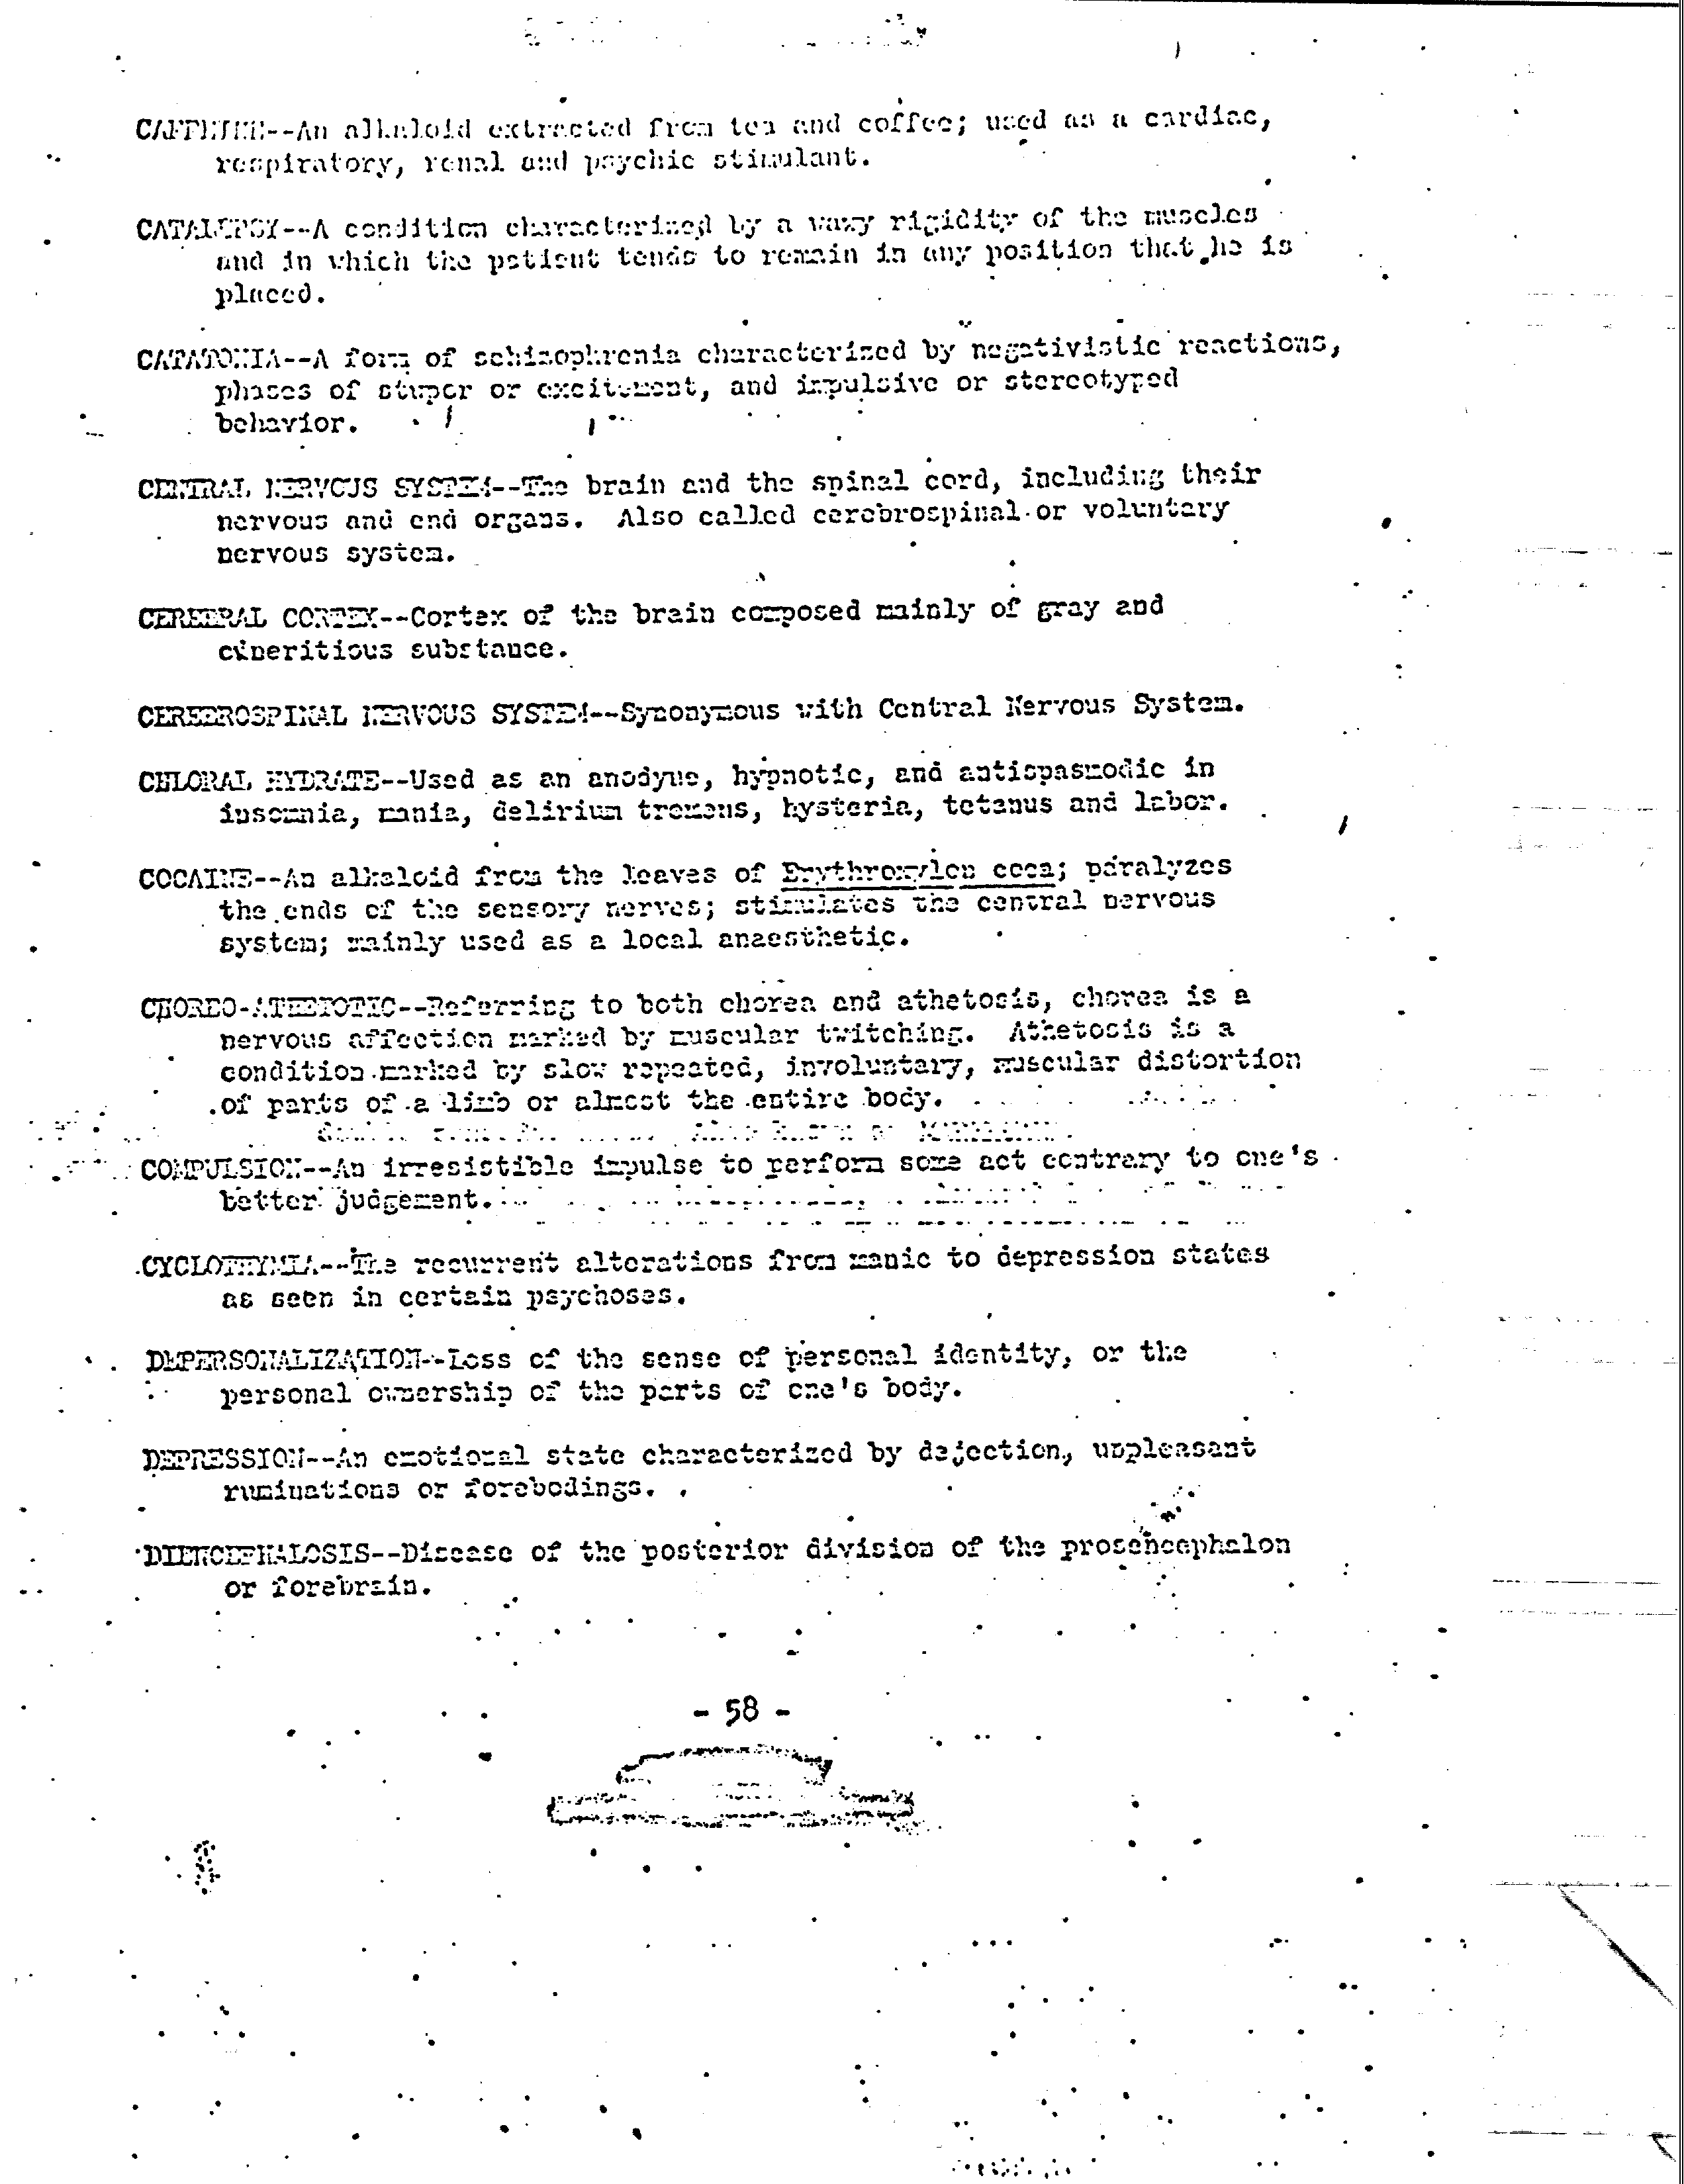 CAFFEINE--An alkaloid extracted from tea and coffee; used as a cardiac,
respiratory, renal and psychic stimulant.
CATALEPSY--A condition characterized by a waxy rigidity of the muscles
and in which the patient tends to remain in any position that he is
placed.
CATATONIA--A form of schizophrenia characterized by negativistic reactions,
phases of stupor or excitement, and impulsive or stereotyped
behavior.
CENTRAL NERVOUS SYSTEM--The brain and the spinal cord, including their
nervous and end organs. Also called cerebrospinal or voluntary
nervous system.
CEREBRAL CORTEX--Cortex of the brain composed mainly of gray and
cineritious substance.
CEREBROSPINAL NERVOUS SYSTEM--Synonymous with Central Nervous System.
CHLORAL HYDRATE--Used as an anodyne, hypnotic, and antispasmodic in
insomnia, mania, delirium tremens, hysteria, tetanus and labor.
COCAINE--An alkaloid from the leaves of Erythroxylon coca; paralyzes
the ends of the sensory nerves; stimulates the central nervous
system; mainly used as a local anaesthetic.
CHOREO-ATHETOTIC--Referring to both chorea and athetosis, chorea is a
nervous affection marked by muscular twitching. Athetosis is a
condition marked by slow repeated, involuntary, muscular distortion
of parts of a limb or almost the entire body.
COMPULSION--An irresistible impulse to perform some act contrary to one's
better judgement.
CYCLOTHYMIA--The recurrent alterations from manic to depression states
as seen in certain psychoses.
DEPERSONALIZATION--Loss of the sense of personal identity, or the
personal ownership of the parts of one's body.
DEPRESSION--An emotional state characterized by dejection, unpleasant
ruminations or forebodings.
DIENCEPHALOSIS--Disease of the posterior division of the prosencephalon
or forebrain.
- 58 -